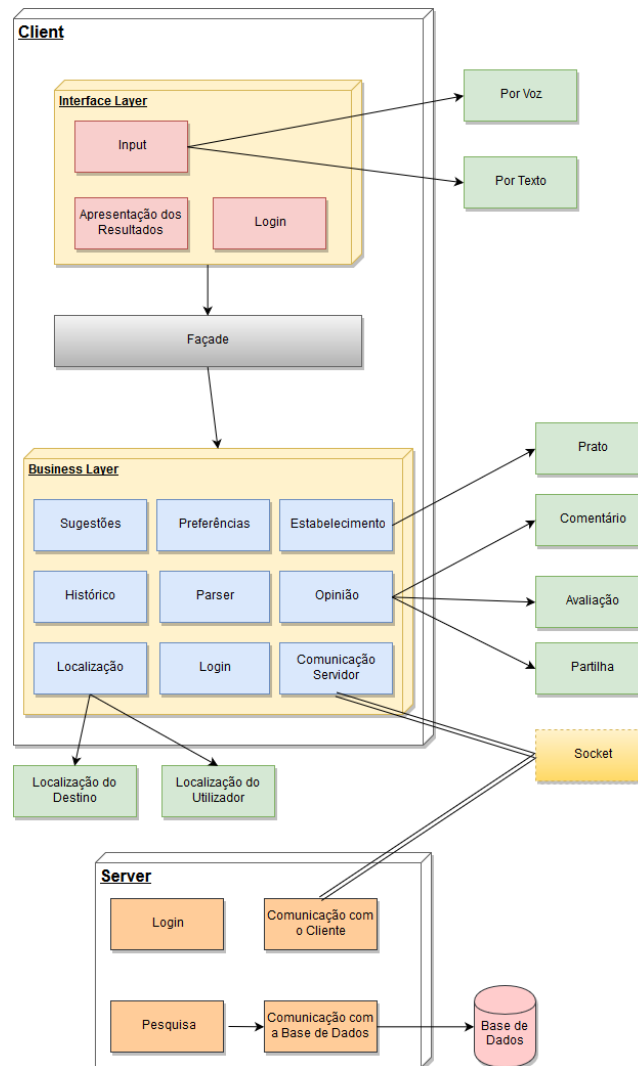 Client
Interface Layer
Input
Por Voz
Por Texto
Apresentação dos
Resultados
Login
Façade
Business Layer
Sugestões
Preferências
Estabelecimento
Prato
Comentário
Histórico
Parser
Opinião
Avaliação
Localização
Login
Comunicação
Servidor
Partilha
Socket
Localização do
Destino
Localização do
Utilizador
Server
Login
Comunicação com
o Cliente
Pesquisa
Comunicação com
a Base de Dados
Base de
Dados